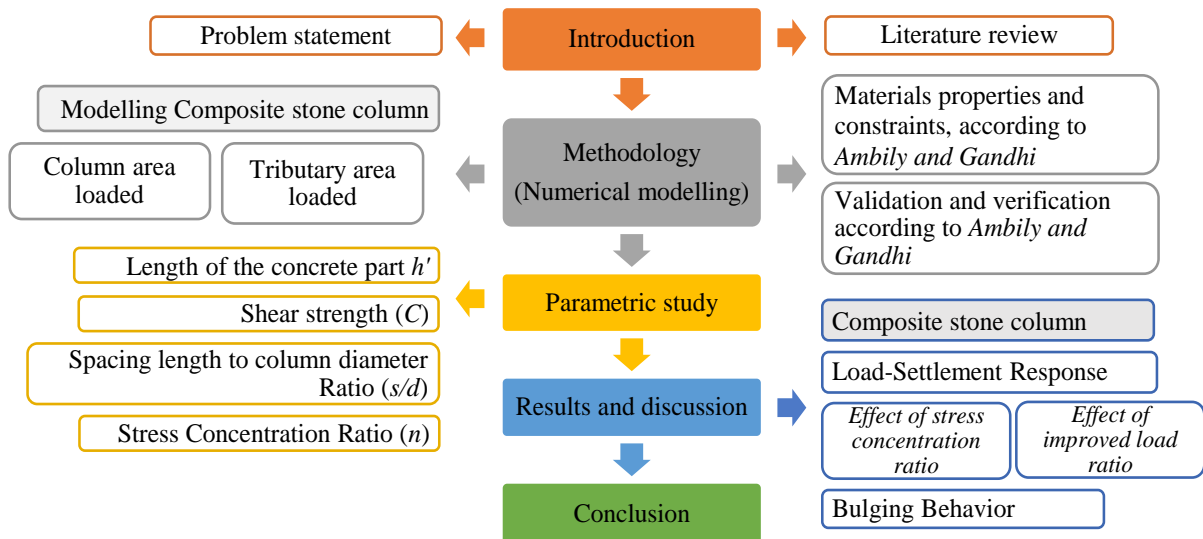 Problem statement
Introduction
Literature review
Modelling Composite stone column
Column area
loaded
Tributary area
loaded
Methodology
(Numerical modelling)
Materials properties and
constraints, according to
Ambily and Gandhi
Validation and verification
according to Ambily and
Gandhi
Length of the concrete part h'
Shear strength (C)
Spacing length to column diameter
Ratio (s/d)
Stress Concentration Ratio (n)
Parametric study
Results and discussion
Composite stone column
Load-Settlement Response
Effect of stress
concentration
ratio
Effect of
improved load
ratio
Bulging Behavior
Conclusion